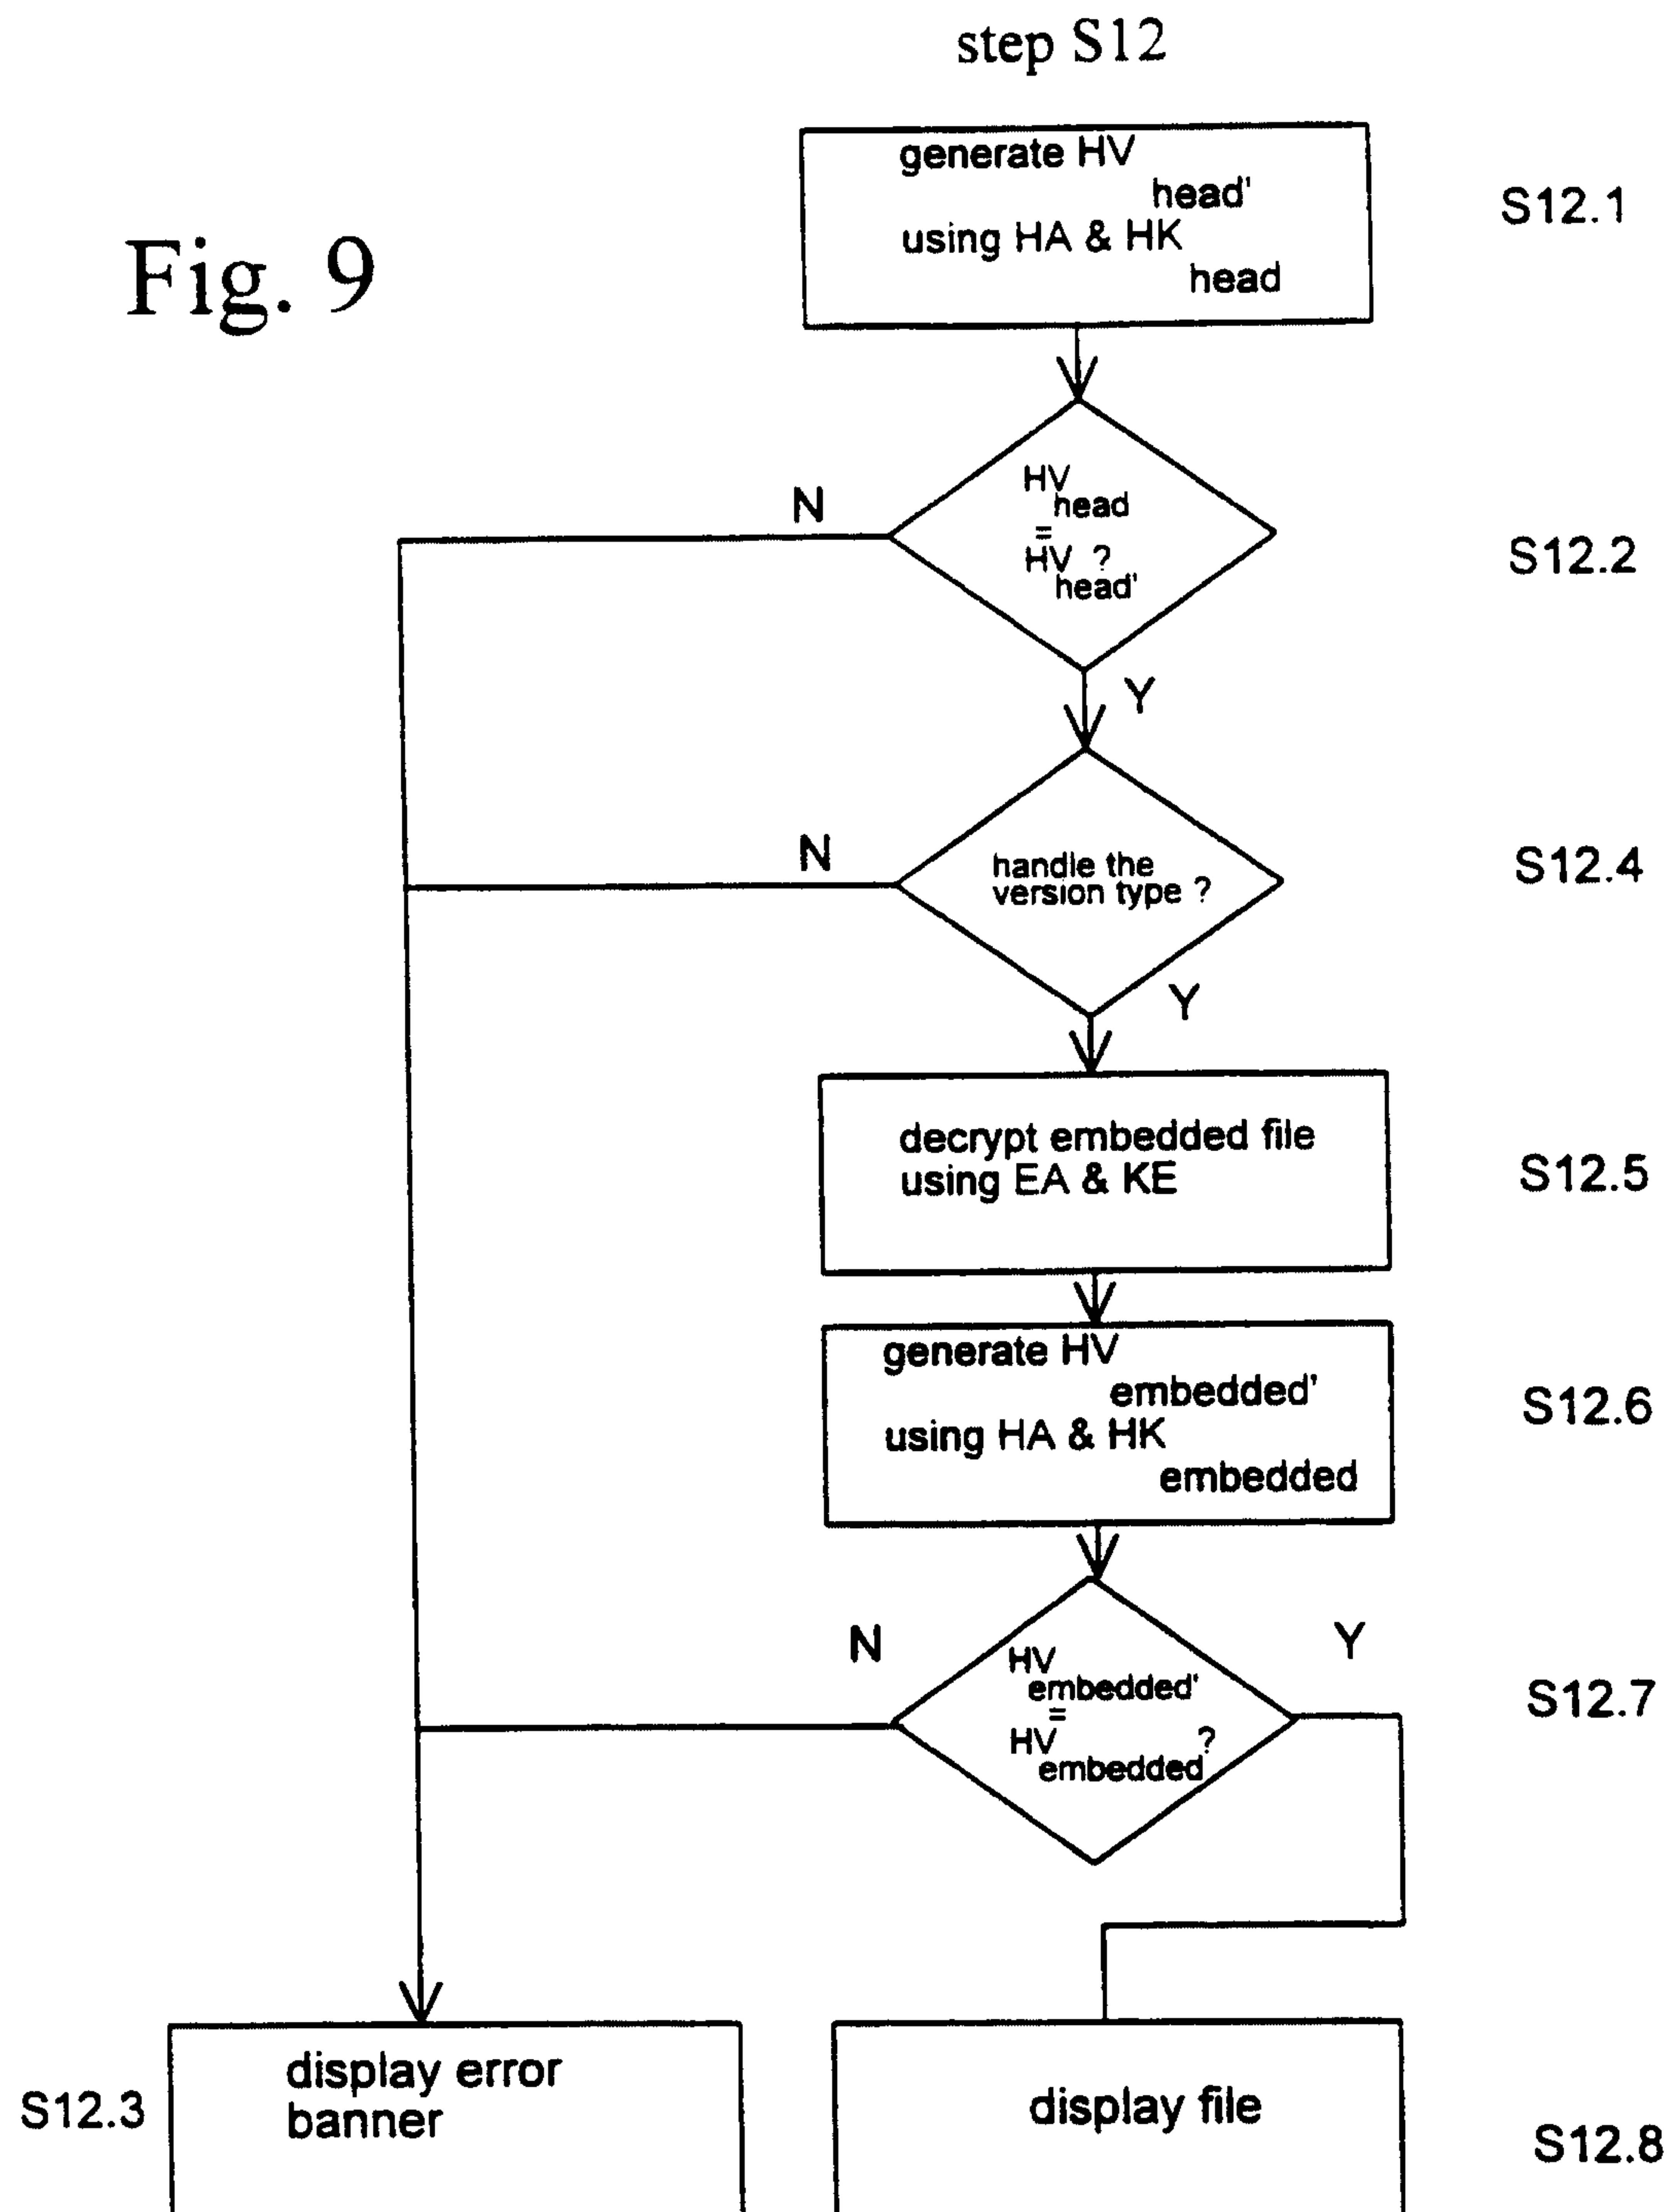 step S12
Fig. 9
generate HV
head'
using HA & HK
head
S12.1
HV
head
=
HV ?
head'
N
S12.2
Y
handle the
version type ?
N
S12.4
Y
decrypt embedded file
using EA & KE
S12.5
generate HV
embedded'
using HA & HK
embedded
S12.6
N
HV
embedded'
=
HV ?
embedded
Y
S12.7
S12.3
display error
banner
display file
S12.8